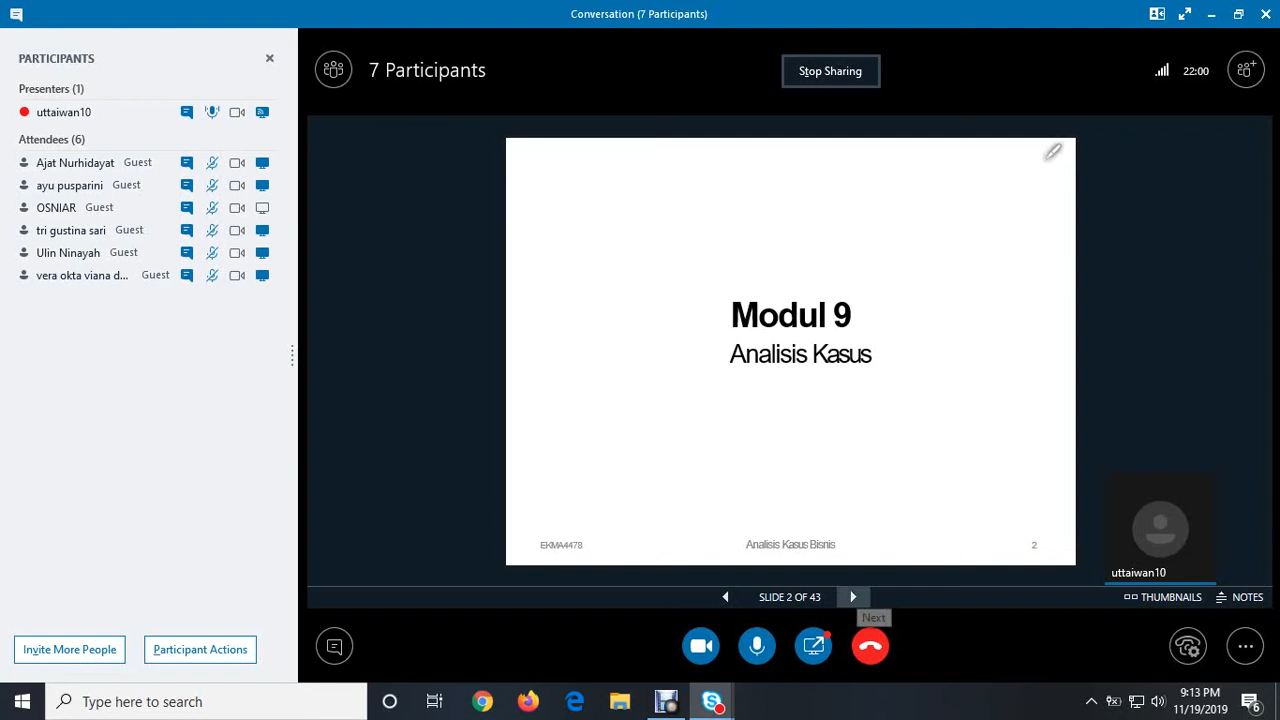 Conversation (7 Participants)
PARTICIPANTS
Presenters (1)
uttaiwan10
Attendees (6)
Ajat Nurhidayat Guest
ayu pusparini Guest
OSNIAR Guest
tri gustina sari Guest
Ulin Ninayah Guest
vera okta viana d... Guest
Invite More People
Participant Actions
7 Participants
Stop Sharing
22:00
Modul 9
Analisis Kasus
EKMA4478
Analisis Kasus Bisnis
2
uttaiwan10
SLIDE 2 OF 43
THUMBNAILS
NOTES
Next
Type here to search
9:13 PM
11/19/2019
6